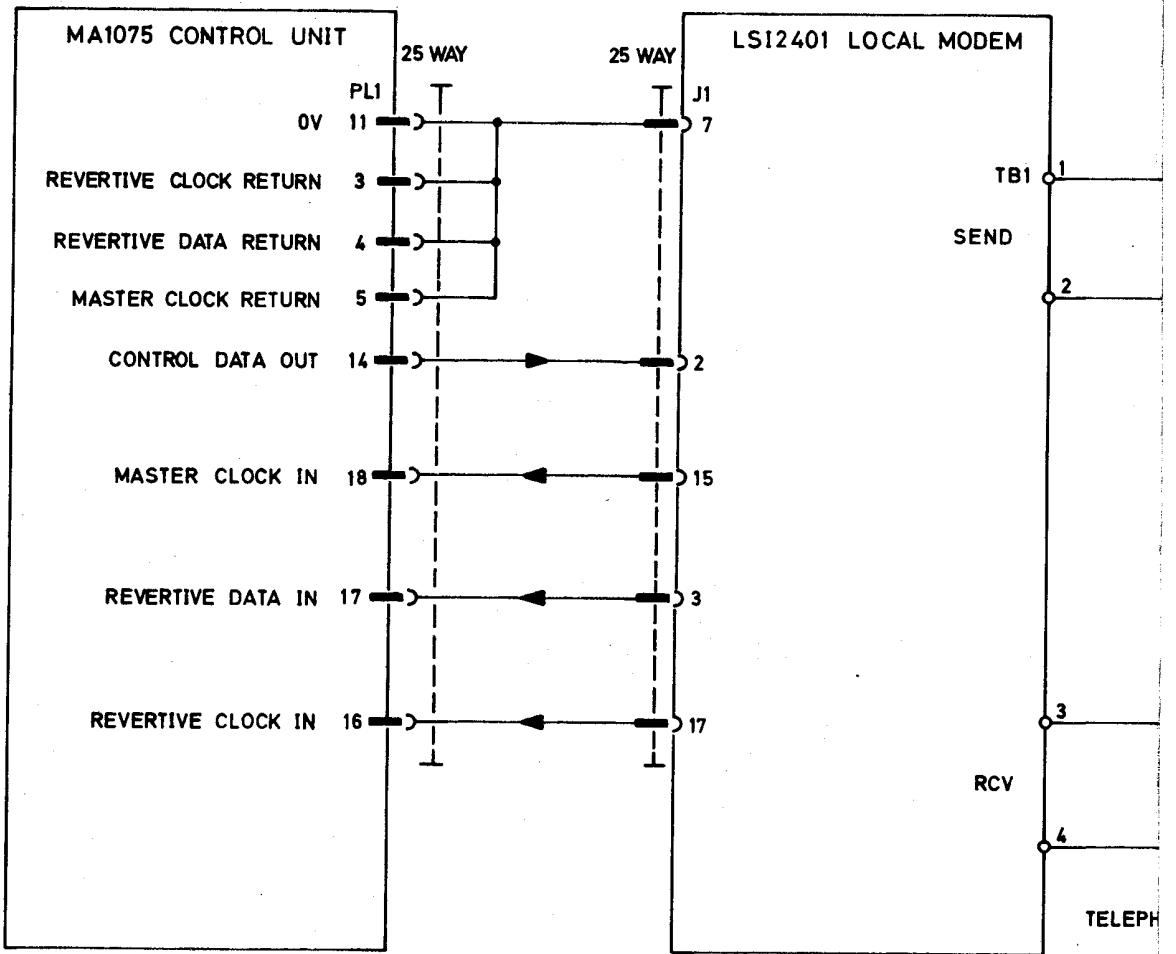 MA1075 CONTROL UNIT
25 WAY
25 WAY
LSI2401 LOCAL MODEM
PL1
J1
0V 11
7
REVERTIVE CLOCK RETURN 3
TB1 1
REVERTIVE DATA RETURN 4
SEND
MASTER CLOCK RETURN 5
2
CONTROL DATA OUT 14
2
MASTER CLOCK IN 18
15
REVERTIVE DATA IN 17
3
REVERTIVE CLOCK IN 16
17
3
RCV
4
TELEPH